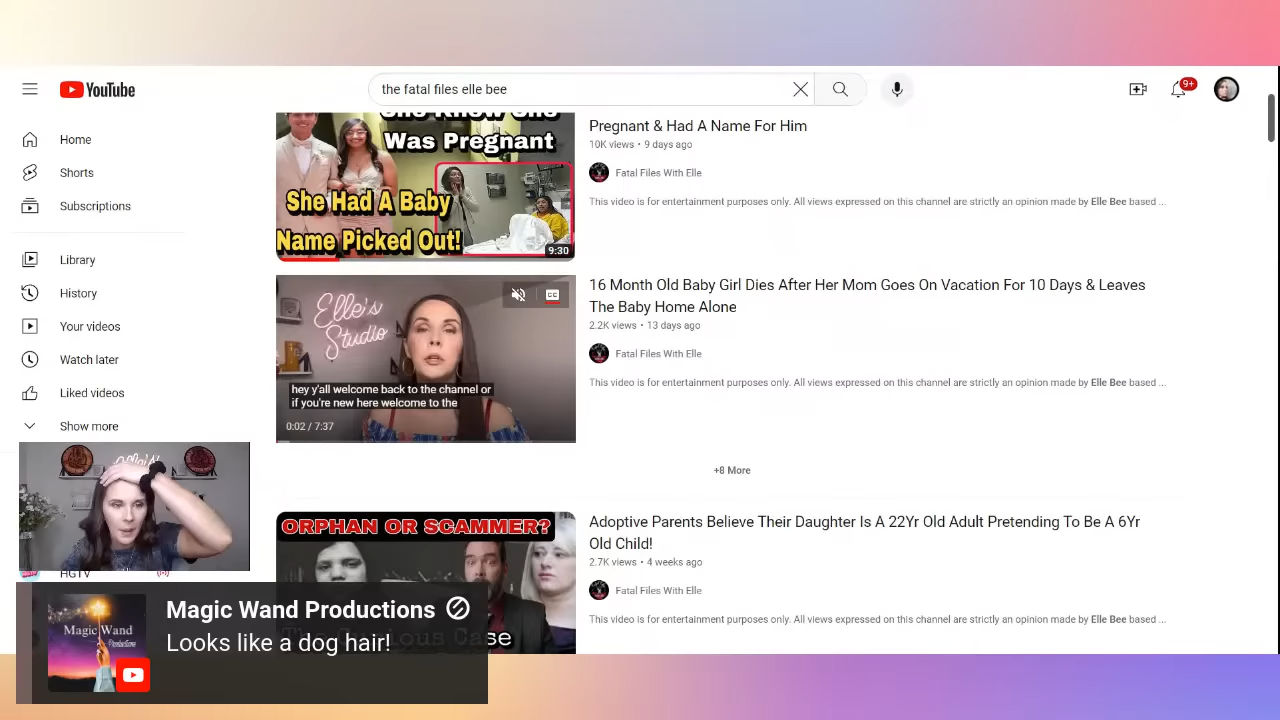 YouTube
the fatal files elle bee
9+
Home
Shorts
Subscriptions
Library
History
Your videos
Watch later
Liked videos
Show more
HGTV
She Knew She
Was Pregnant
She Had A Baby
Name Picked Out!
9:30
Pregnant & Had A Name For Him
10K views • 9 days ago
Fatal Files With Elle
This video is for entertainment purposes only. All views expressed on this channel are strictly an opinion made by Elle Bee based ...
Elle's
Studio
CC
hey y'all welcome back to the channel or
if you're new here welcome to the
0:02 / 7:37
16 Month Old Baby Girl Dies After Her Mom Goes On Vacation For 10 Days & Leaves
The Baby Home Alone
2.2K views • 13 days ago
Fatal Files With Elle
This video is for entertainment purposes only. All views expressed on this channel are strictly an opinion made by Elle Bee based ...
+8 More
ORPHAN OR SCAMMER?
Adoptive Parents Believe Their Daughter Is A 22Yr Old Adult Pretending To Be A 6Yr
Old Child!
2.7K views • 4 weeks ago
Fatal Files With Elle
This video is for entertainment purposes only. All views expressed on this channel are strictly an opinion made by Elle Bee based ...
Magic Wand
Productions
Magic Wand Productions
Looks like a dog hair!